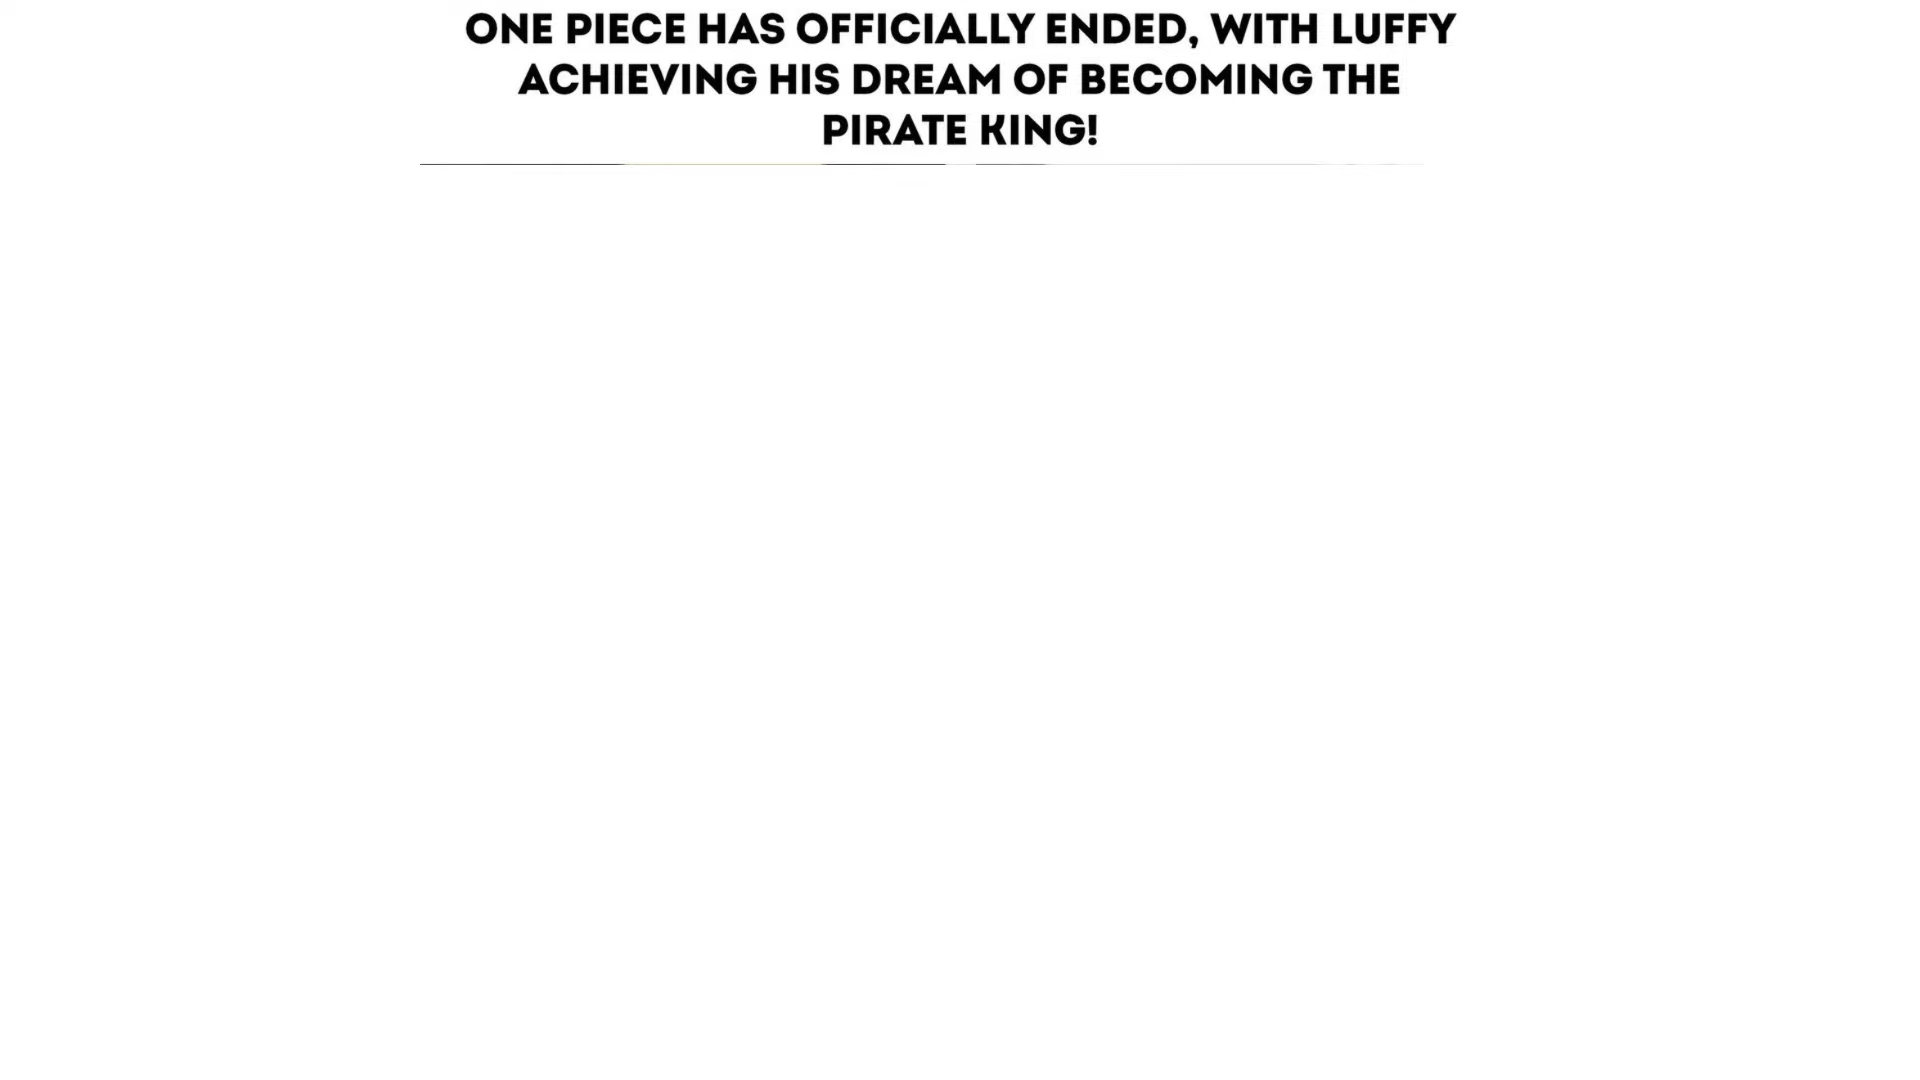 ONE PIECE HAS OFFICIALLY ENDED, WITH LUFFY
ACHIEVING HIS DREAM OF BECOMING THE
PIRATE KING!